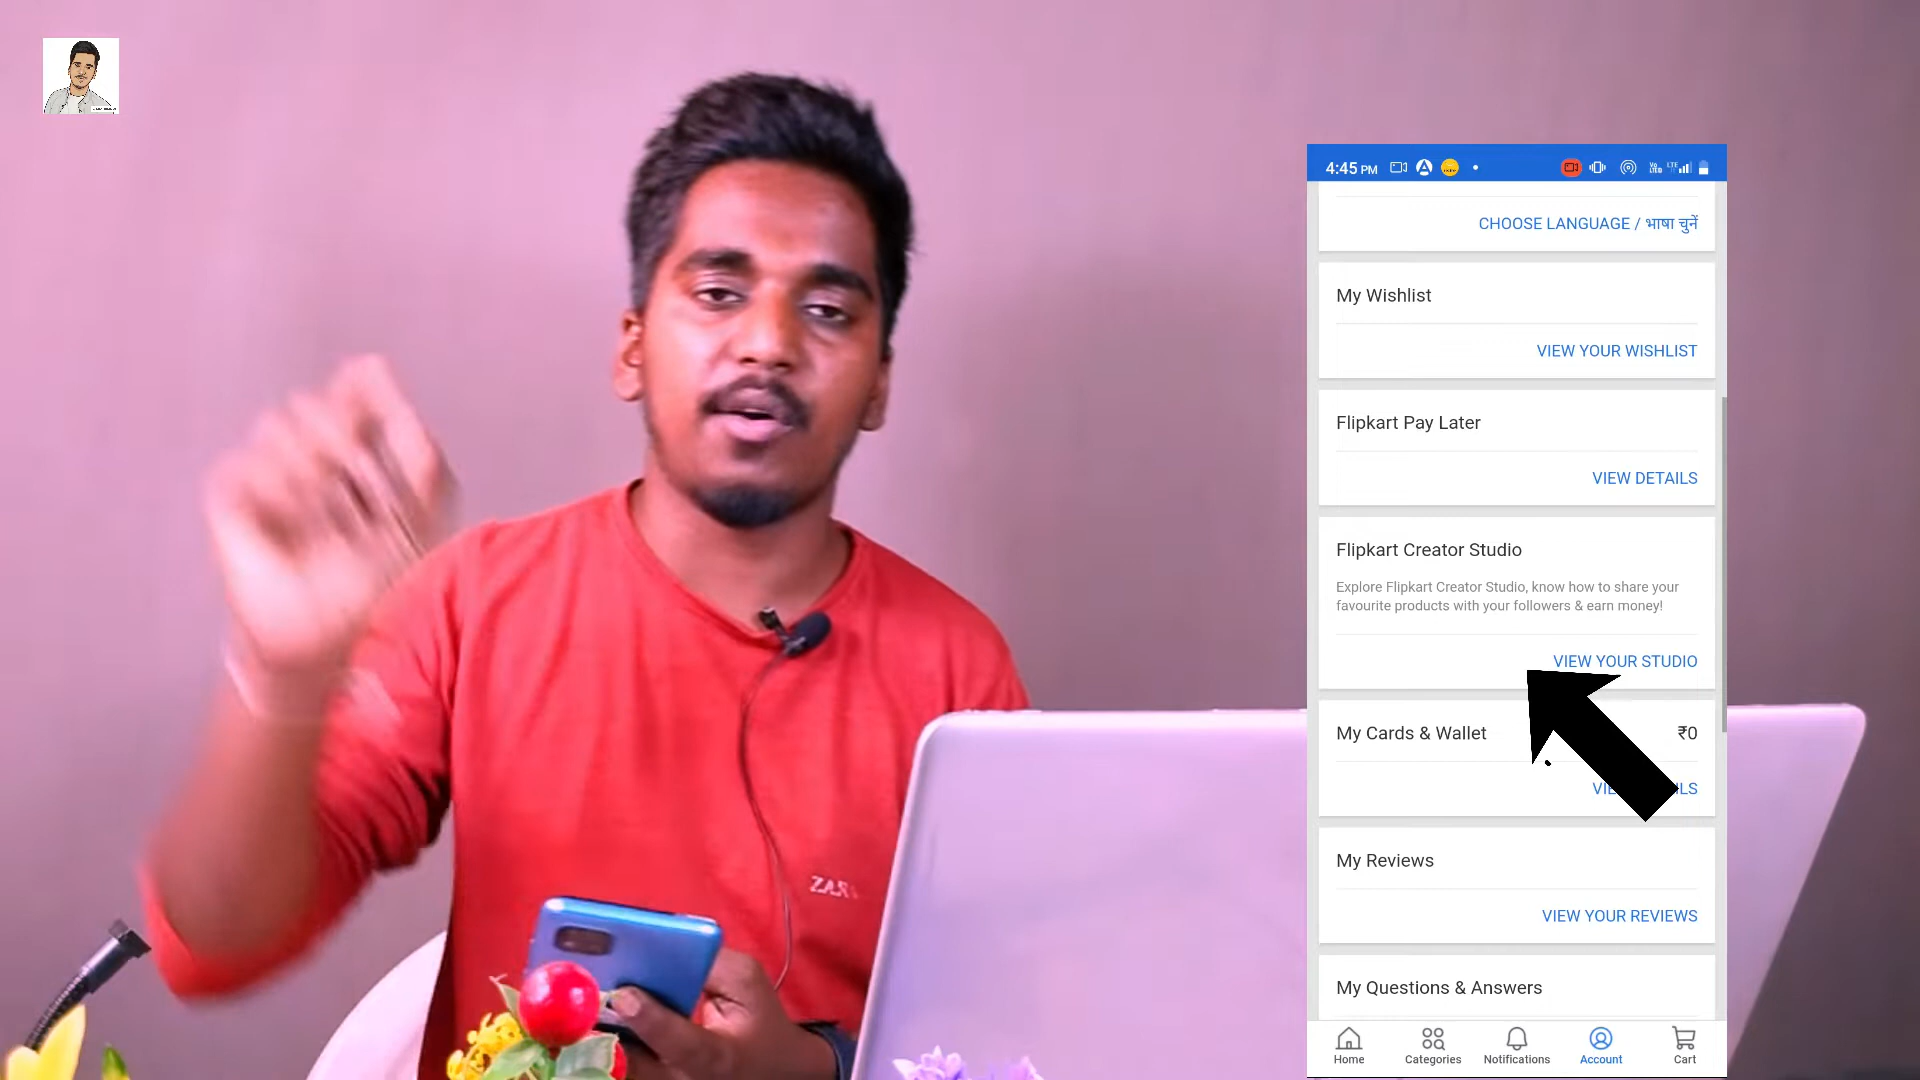 4:45 PM
CHOOSE LANGUAGE / भाषा चुनें
My Wishlist
VIEW YOUR WISHLIST
Flipkart Pay Later
VIEW DETAILS
Flipkart Creator Studio
Explore Flipkart Creator Studio, know how to share your
favourite products with your followers & earn money!
VIEW YOUR STUDIO
My Cards & Wallet ₹0
My Reviews
VIEW YOUR REVIEWS
My Questions & Answers
Home Categories Notifications Account Cart